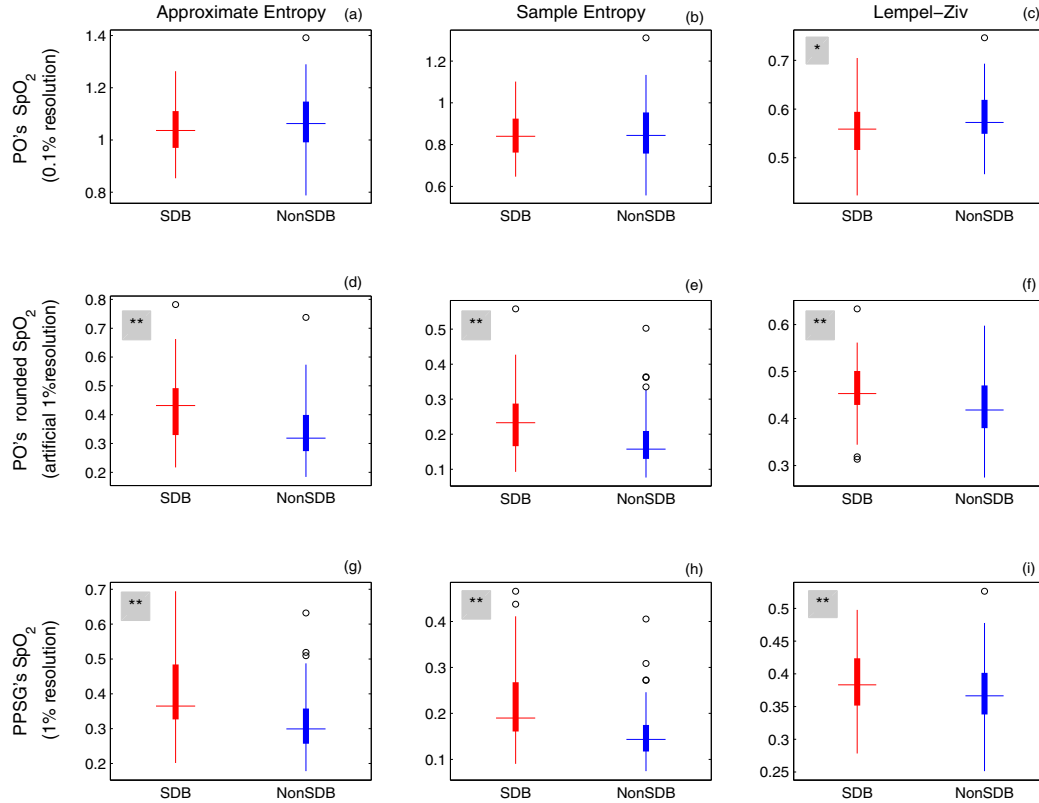 Approximate Entropy
(a)
Sample Entropy
(b)
Lempel–Ziv
(c)
PO's SpO2
(0.1% resolution)
1.4
1.2
1
0.8
SDB
NonSDB
1.2
1
0.8
0.6
SDB
NonSDB
*
0.7
0.6
0.5
SDB
NonSDB
(d)
(e)
(f)
PO's rounded SpO2
(artificial 1%resolution)
**
0.8
0.7
0.6
0.5
0.4
0.3
0.2
SDB
NonSDB
**
0.5
0.4
0.3
0.2
0.1
SDB
NonSDB
**
0.6
0.5
0.4
0.3
SDB
NonSDB
(g)
(h)
(i)
PPSG's SpO2
(1% resolution)
**
0.7
0.6
0.5
0.4
0.3
0.2
SDB
NonSDB
**
0.4
0.3
0.2
0.1
SDB
NonSDB
**
0.5
0.45
0.4
0.35
0.3
0.25
SDB
NonSDB